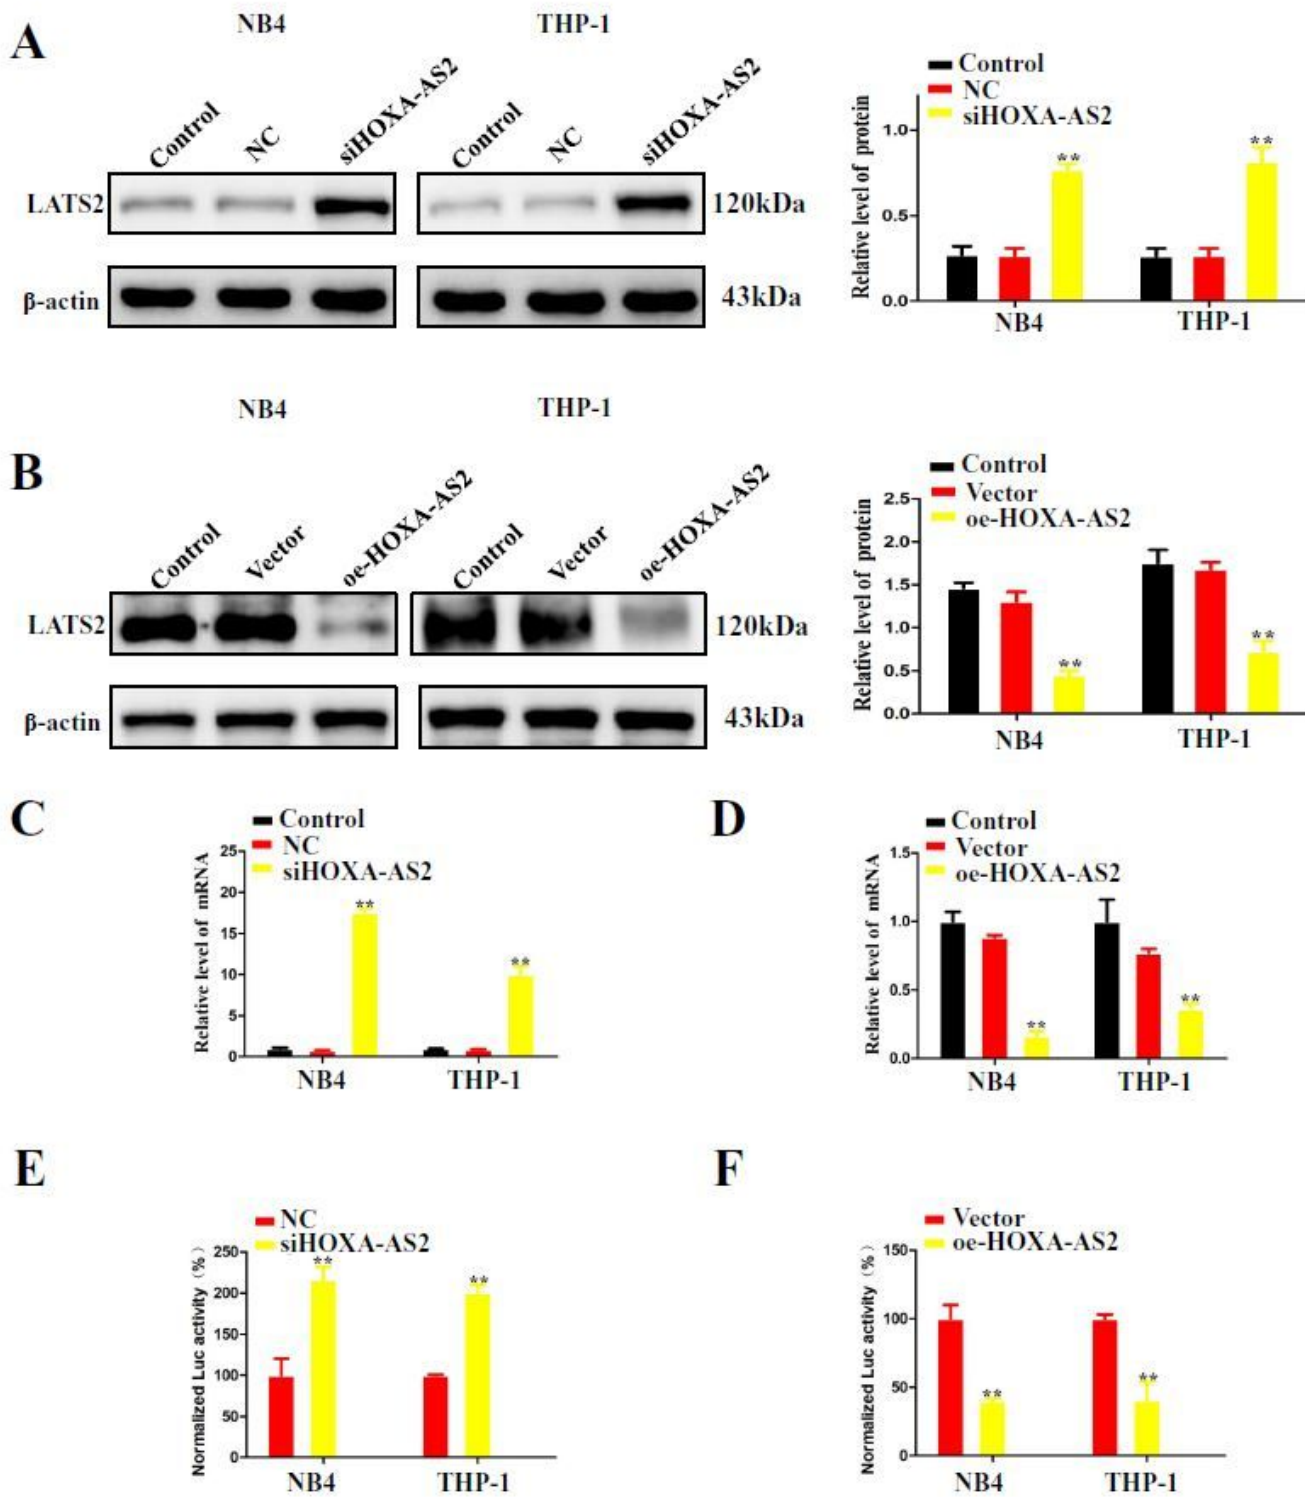 A
NB4
THP-1
Control
NC
siHOXA-AS2
Control
NC
siHOXA-AS2
LATS2
120kDa
β-actin
43kDa
Control
NC
siHOXA-AS2
Relative level of protein
1.0
0.5
0.0
**
**
NB4
THP-1
B
NB4
THP-1
Control
Vector
oe-HOXA-AS2
Control
Vector
oe-HOXA-AS2
LATS2
120kDa
β-actin
43kDa
Control
Vector
oe-HOXA-AS2
Relative level of protein
2.5
2.0
1.5
1.0
0.5
0.0
**
**
NB4
THP-1
C
Control
NC
siHOXA-AS2
Relative level of mRNA
25
20
15
10
5
0
**
**
NB4
THP-1
D
Control
Vector
oe-HOXA-AS2
Relative level of mRNA
1.5
1.0
0.5
0.0
**
**
NB4
THP-1
E
NC
siHOXA-AS2
Normalized Luc activity（%）
250
200
150
100
50
0
**
**
NB4
THP-1
F
Vector
oe-HOXA-AS2
Normalized Luc activity（%）
150
100
50
0
**
**
NB4
THP-1